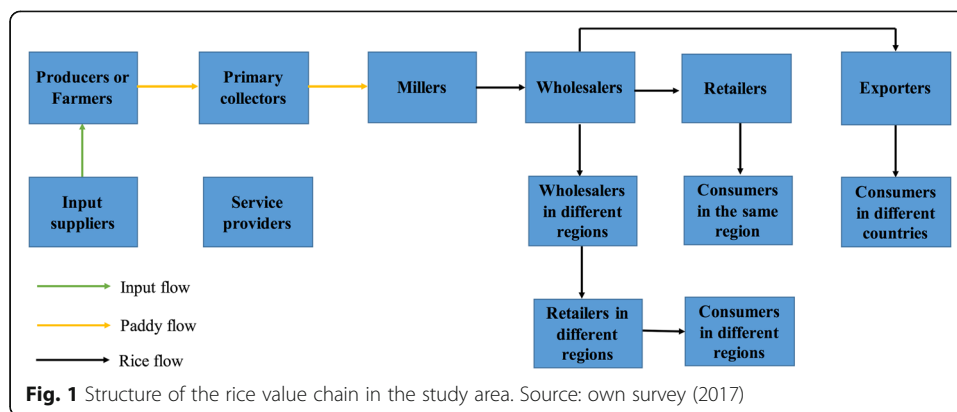 Producers or
Farmers
Primary
collectors
Millers
Wholesalers
Retailers
Exporters
Input
suppliers
Service
providers
Wholesalers
in different
regions
Consumers
in the same
region
Consumers
in different
countries
Input flow
Paddy flow
Rice flow
Retailers in
different
regions
Consumers
in different
regions
Fig. 1 Structure of the rice value chain in the study area. Source: own survey (2017)